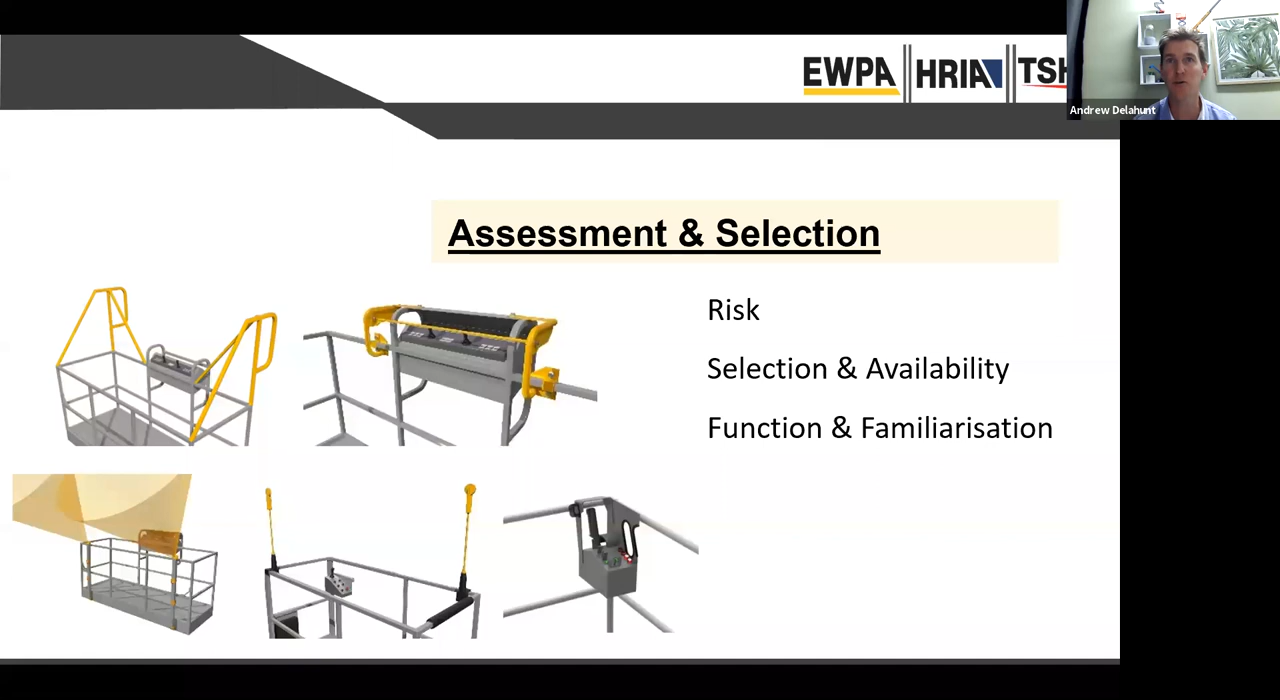 EWPA HRIA TSH
Andrew Delahunt
Assessment & Selection
Risk
Selection & Availability
Function & Familiarisation